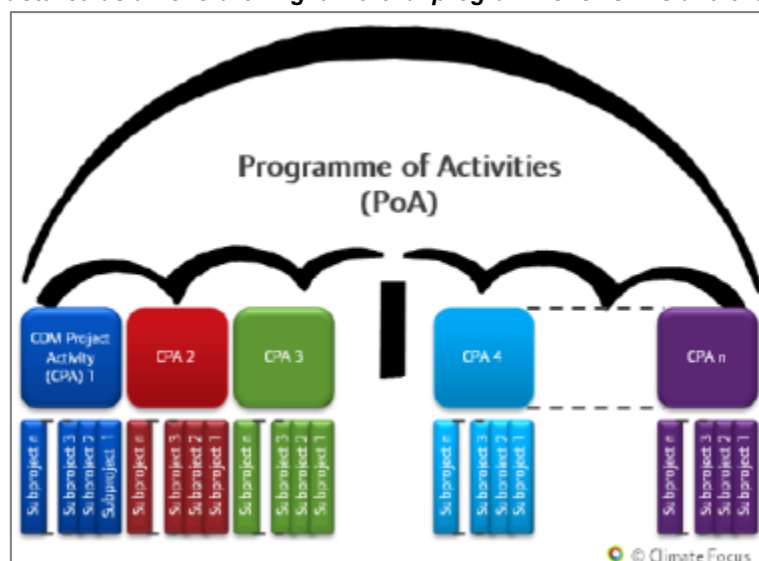 Programme of Activities
(PoA)
CDM Project
Activity
(CPA) 1
CPA 2
CPA 3
CPA 4
CPA n
Subproject n
Subproject 3
Subproject 2
Subproject 1
Subproject n
Subproject 3
Subproject 2
Subproject 1
Subproject n
Subproject 3
Subproject 2
Subproject 1
Subproject n
Subproject 3
Subproject 2
Subproject 1
Subproject n
Subproject 3
Subproject 2
Subproject 1
© Climate Focus